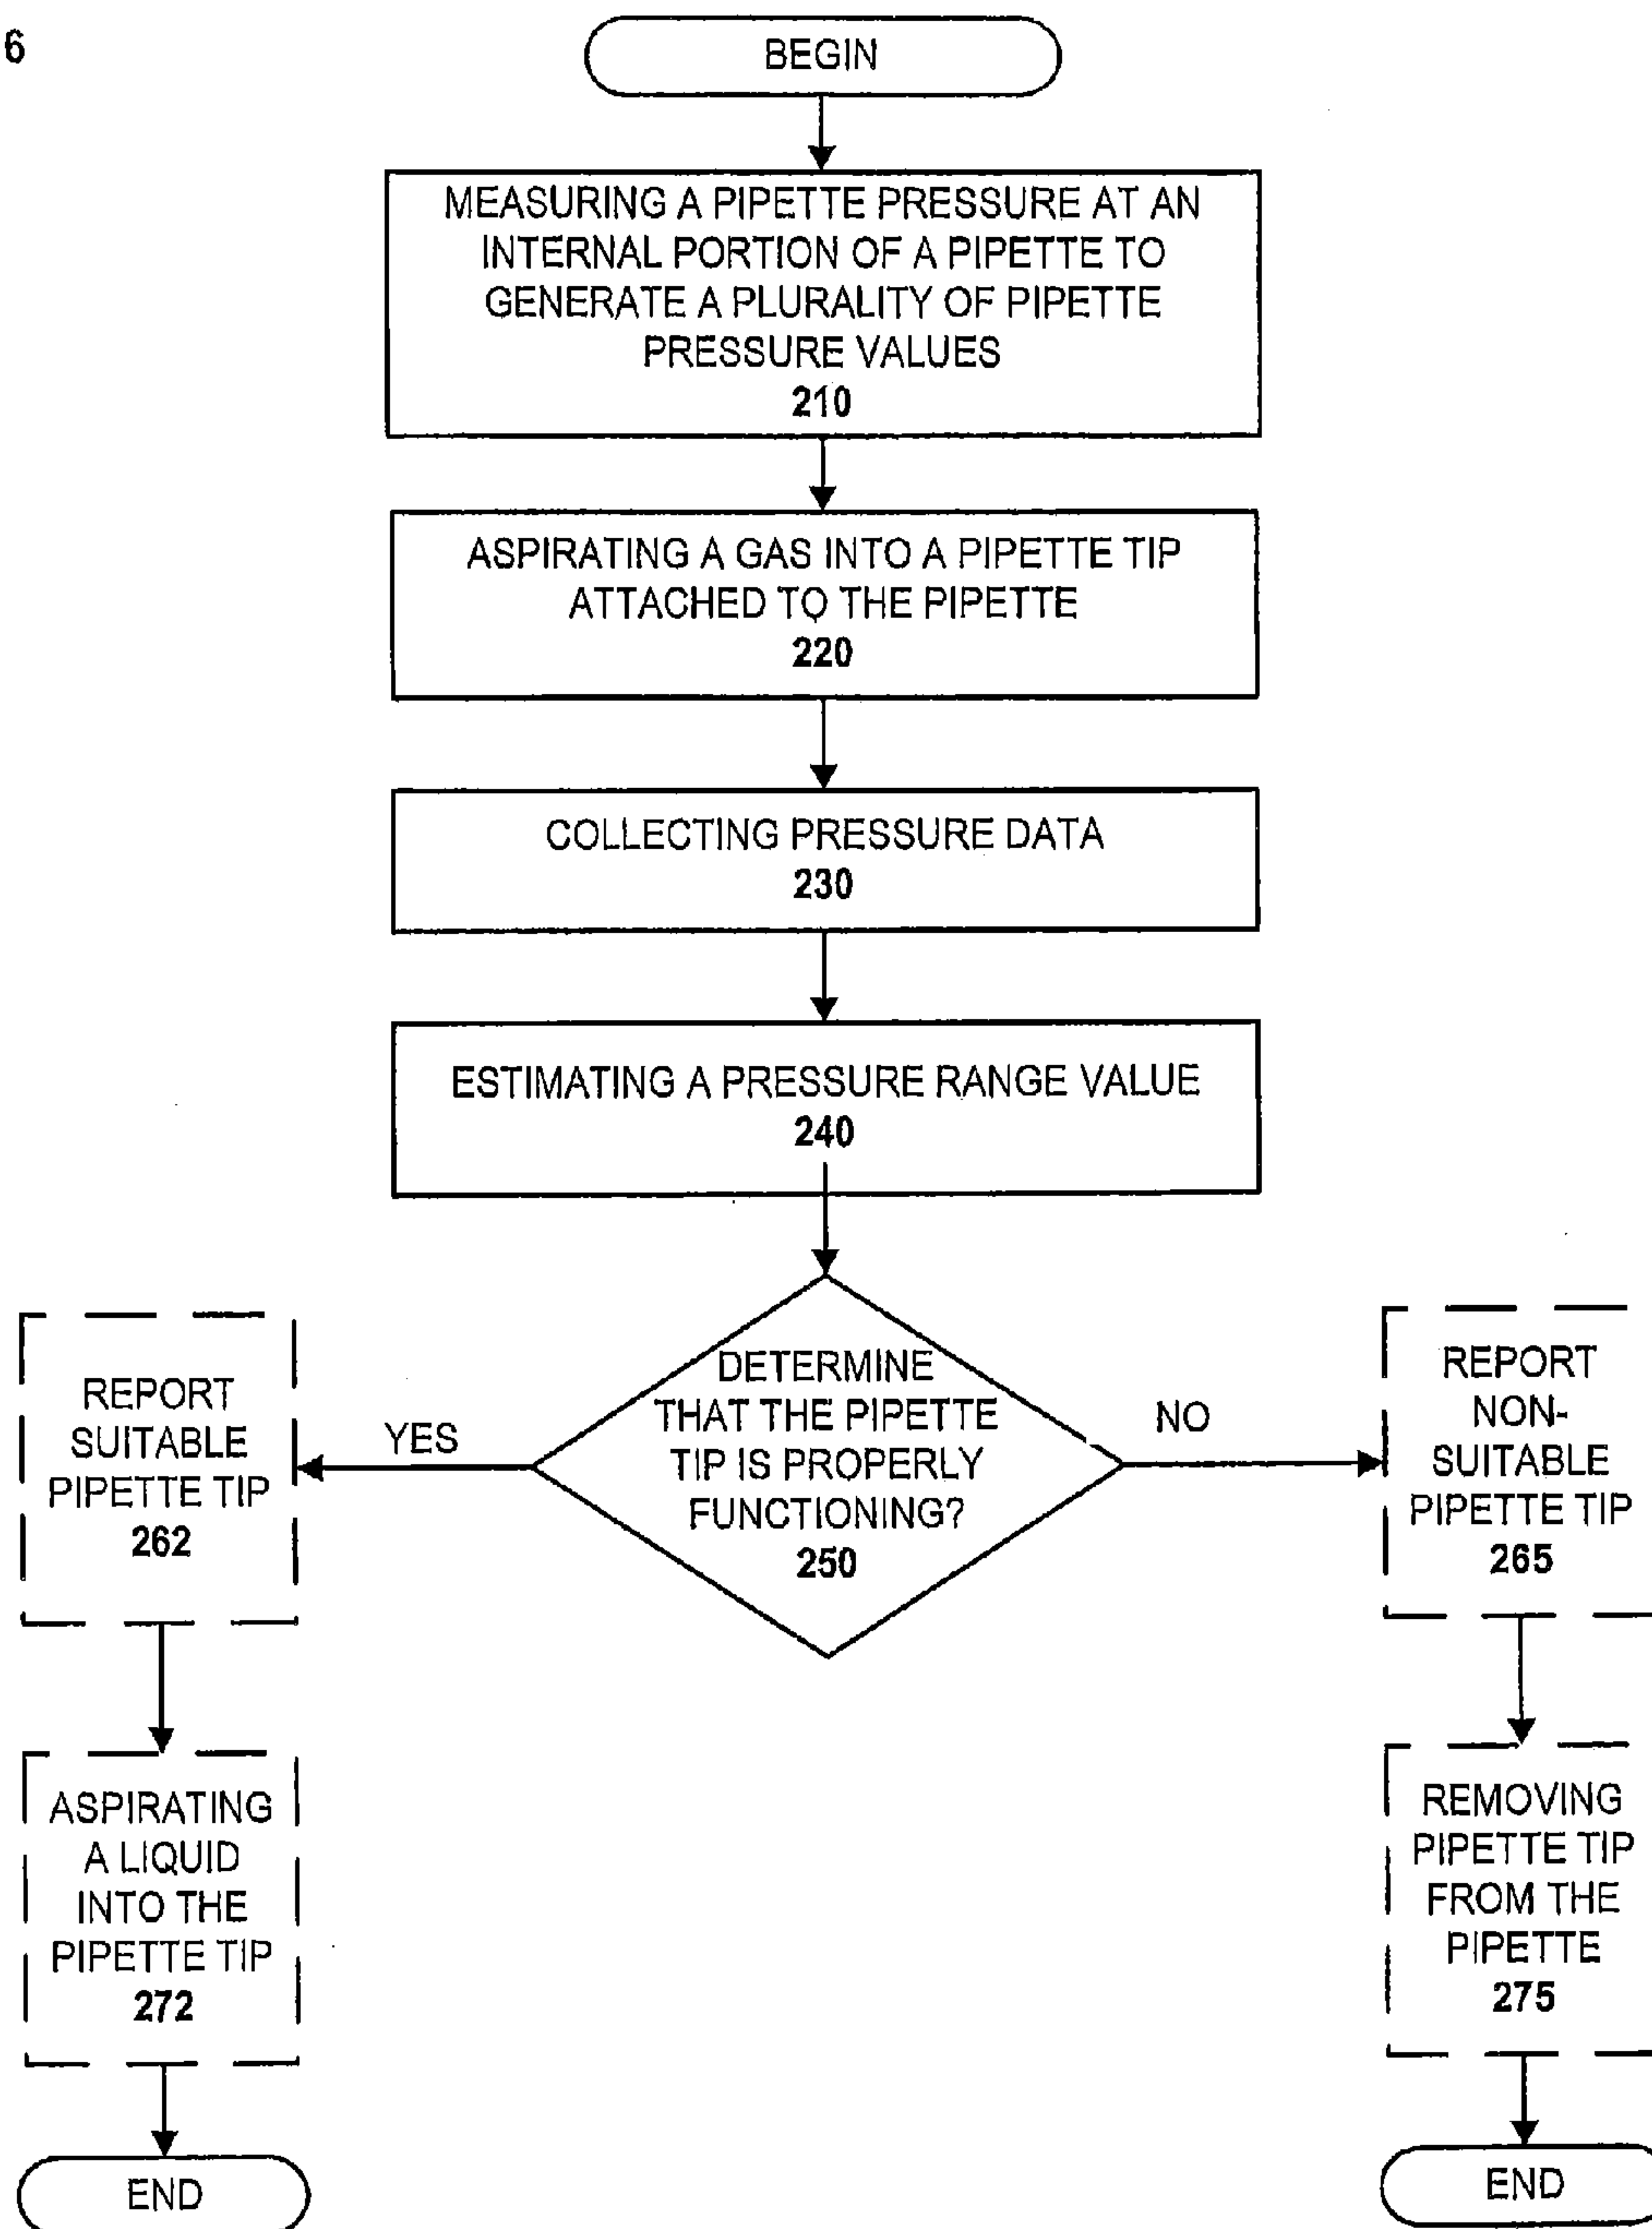 6
BEGIN
MEASURING A PIPETTE PRESSURE AT AN
INTERNAL PORTION OF A PIPETTE TO
GENERATE A PLURALITY OF PIPETTE
PRESSURE VALUES
210
ASPIRATING A GAS INTO A PIPETTE TIP
ATTACHED TO THE PIPETTE
220
COLLECTING PRESSURE DATA
230
ESTIMATING A PRESSURE RANGE VALUE
240
DETERMINE
THAT THE PIPETTE
TIP IS PROPERLY
FUNCTIONING?
250
YES
REPORT
SUITABLE
PIPETTE TIP
262
ASPIRATING
A LIQUID
INTO THE
PIPETTE TIP
272
END
NO
REPORT
NON-
SUITABLE
PIPETTE TIP
265
REMOVING
PIPETTE TIP
FROM THE
PIPETTE
275
END